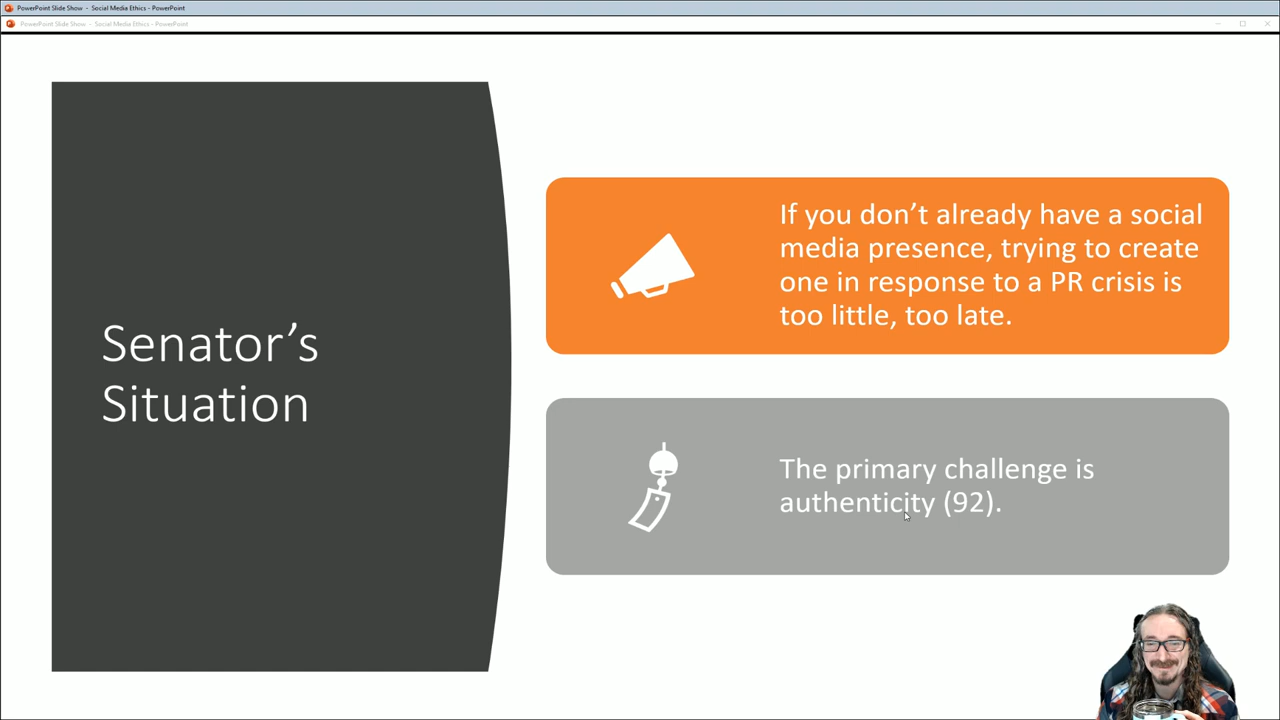 PowerPoint Slide Show - Social Media Ethics - PowerPoint
PowerPoint Slide Show - Social Media Ethics - PowerPoint
Senator’s
Situation
If you don’t already have a social
media presence, trying to create
one in response to a PR crisis is
too little, too late.
The primary challenge is
authenticity (92).